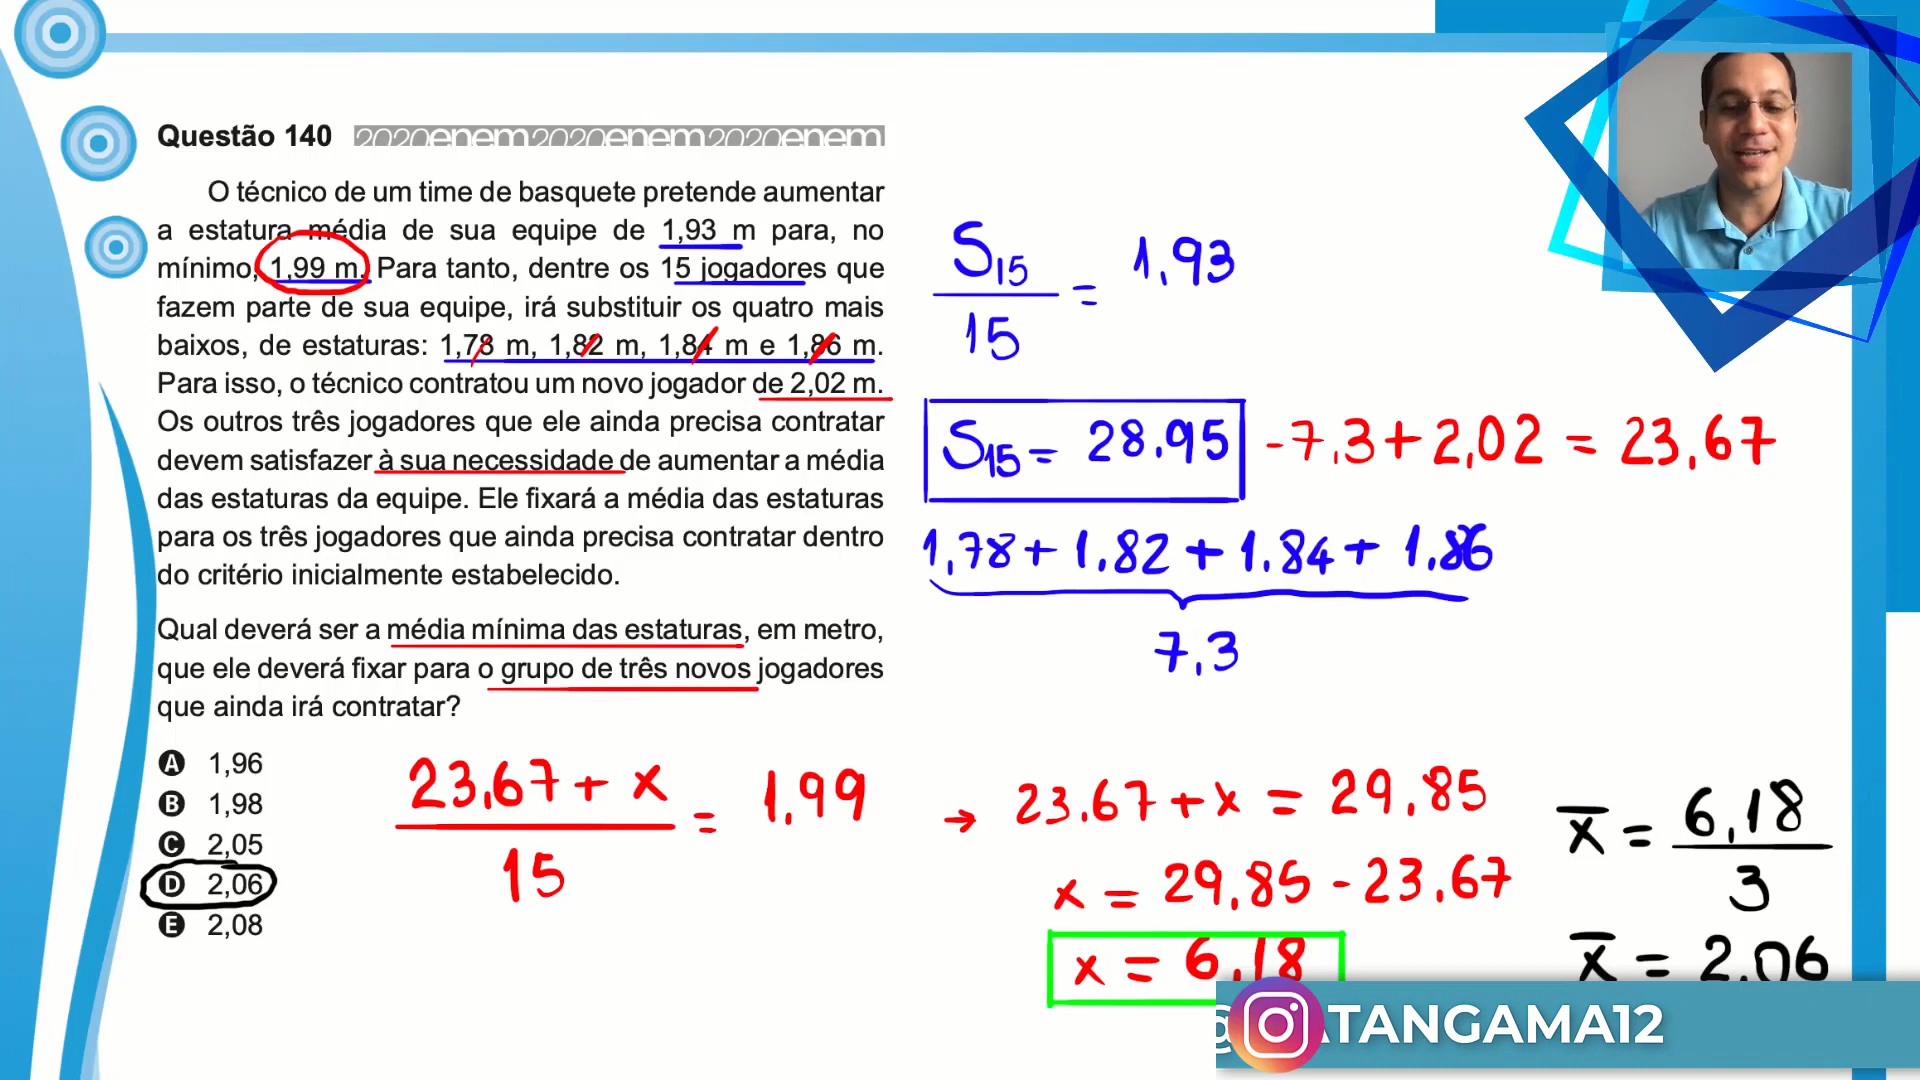 Questão 140 2020enem2020enem2020enem
O técnico de um time de basquete pretende aumentar
a estatura média de sua equipe de 1,93 m para, no
mínimo, 1,99 m. Para tanto, dentre os 15 jogadores que
fazem parte de sua equipe, irá substituir os quatro mais
baixos, de estaturas: 1,78 m, 1,82 m, 1,84 m e 1,86 m.
Para isso, o técnico contratou um novo jogador de 2,02 m.
Os outros três jogadores que ele ainda precisa contratar
devem satisfazer à sua necessidade de aumentar a média
das estaturas da equipe. Ele fixará a média das estaturas
para os três jogadores que ainda precisa contratar dentro
do critério inicialmente estabelecido.
Qual deverá ser a média mínima das estaturas, em metro,
que ele deverá fixar para o grupo de três novos jogadores
que ainda irá contratar?
A 1,96
B 1,98
C 2,05
D 2,06
E 2,08
S15
15
= 1,93
S15 = 28.95 -7,3+2,02 = 23,67
1,78 + 1.82 + 1.84 + 1.86
7,3
23,67 + x
15
= 1,99
→ 23.67 + x = 29,85
x = 29,85 - 23.67
x = 6,18
x̄ = 6,18
3
x̄ = 2,06
TANGAMA12